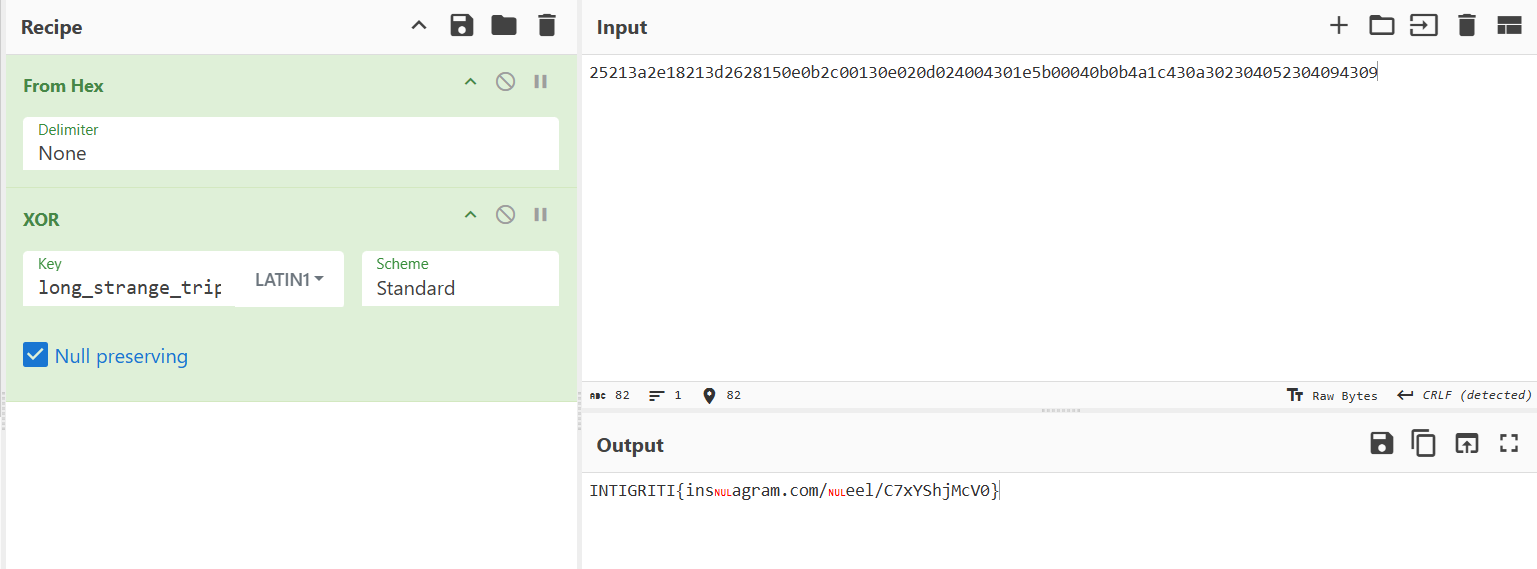 Recipe
From Hex
Delimiter
None
XOR
Key
long_strange_trip
LATIN1
Scheme
Standard
Null preserving
Input
25213a2e18213d2628150e0b2c00130e020d024004301e5b00040b0b4a1c430a302304052304094309
ABC 82 1 82 Tт Raw Bytes CRLF (detected)
Output
INTIGRITI{insNULagram.com/NULeel/C7xYShjMcV0}